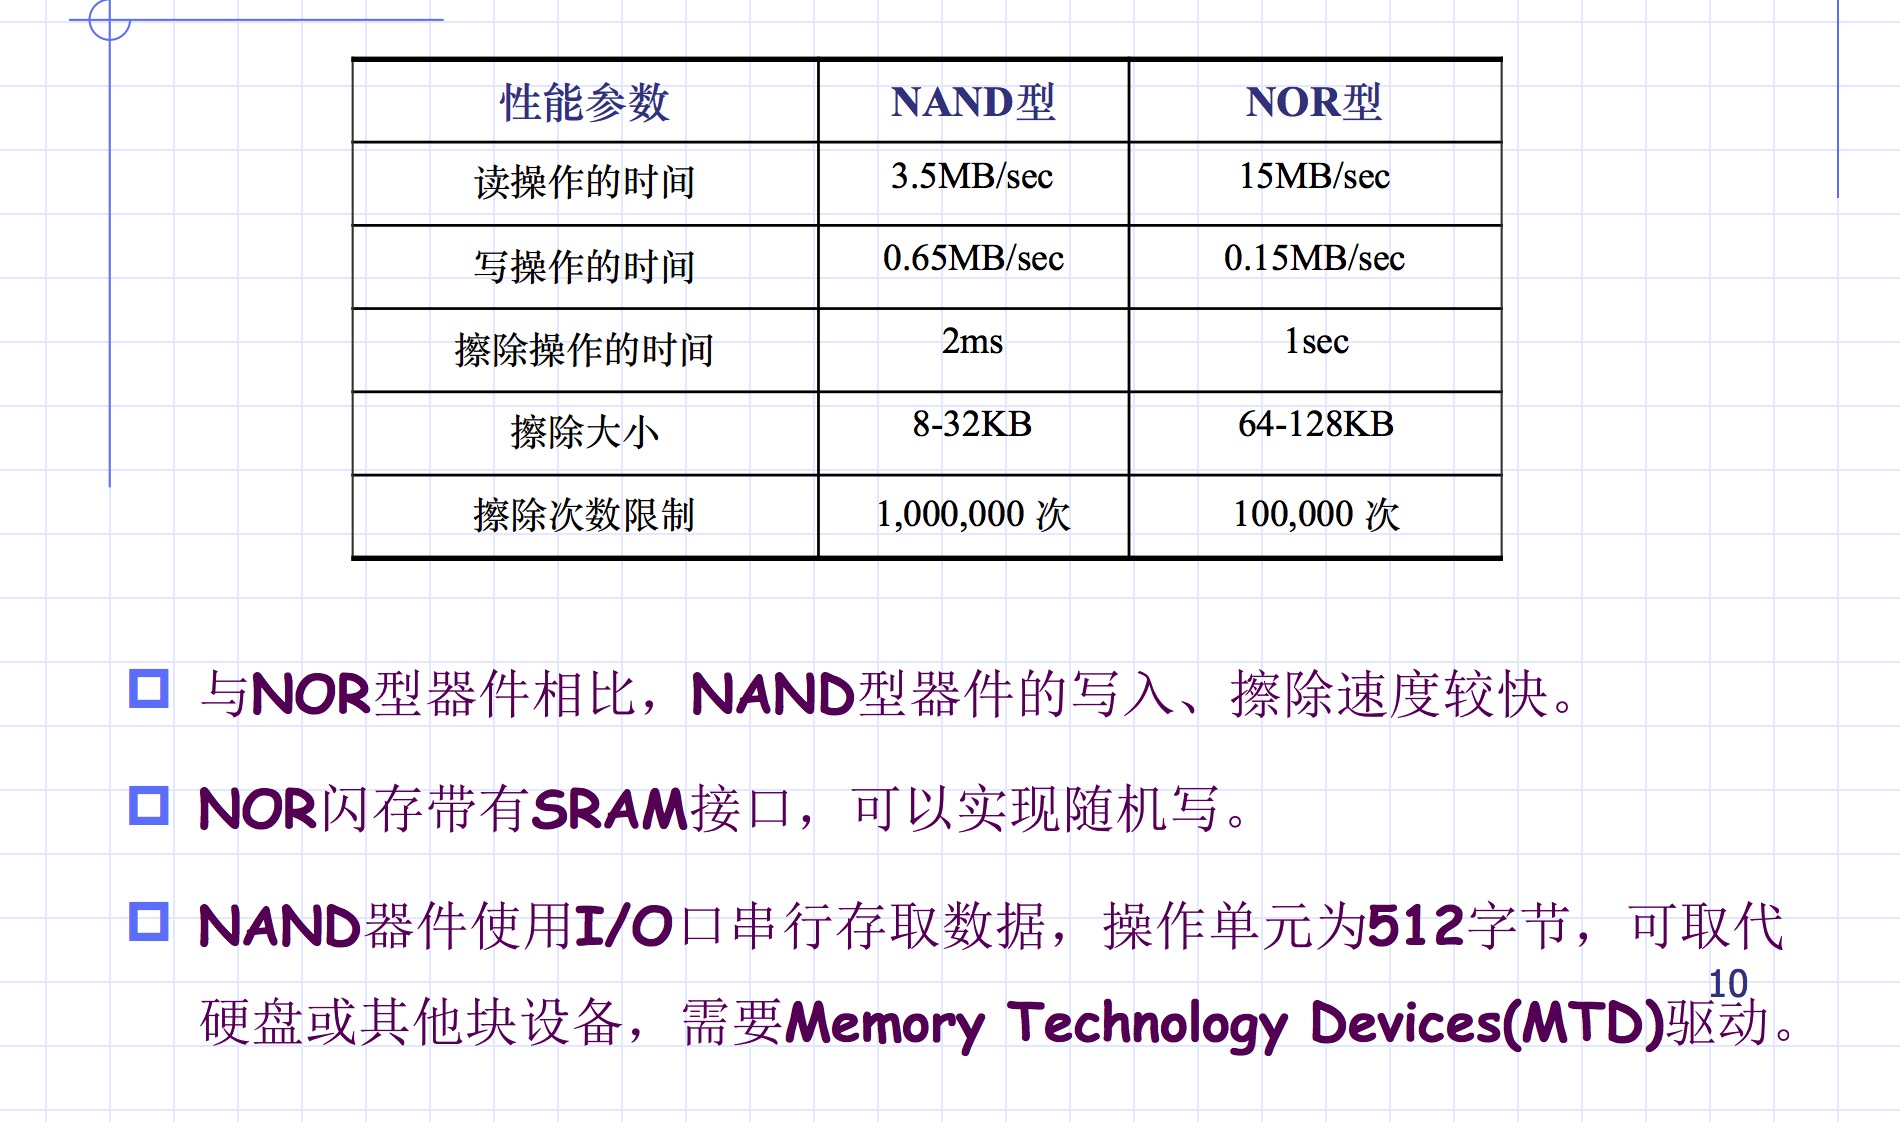 性能参数 NAND型 NOR型
读操作的时间 3.5MB/sec 15MB/sec
写操作的时间 0.65MB/sec 0.15MB/sec
擦除操作的时间 2ms 1sec
擦除大小 8-32KB 64-128KB
擦除次数限制 1,000,000 次 100,000 次
与NOR型器件相比，NAND型器件的写入、擦除速度较快。
NOR闪存带有SRAM接口，可以实现随机写。
NAND器件使用I/O口串行存取数据，操作单元为512字节，可取代
硬盘或其他块设备，需要Memory Technology Devices(MTD)驱动。
10